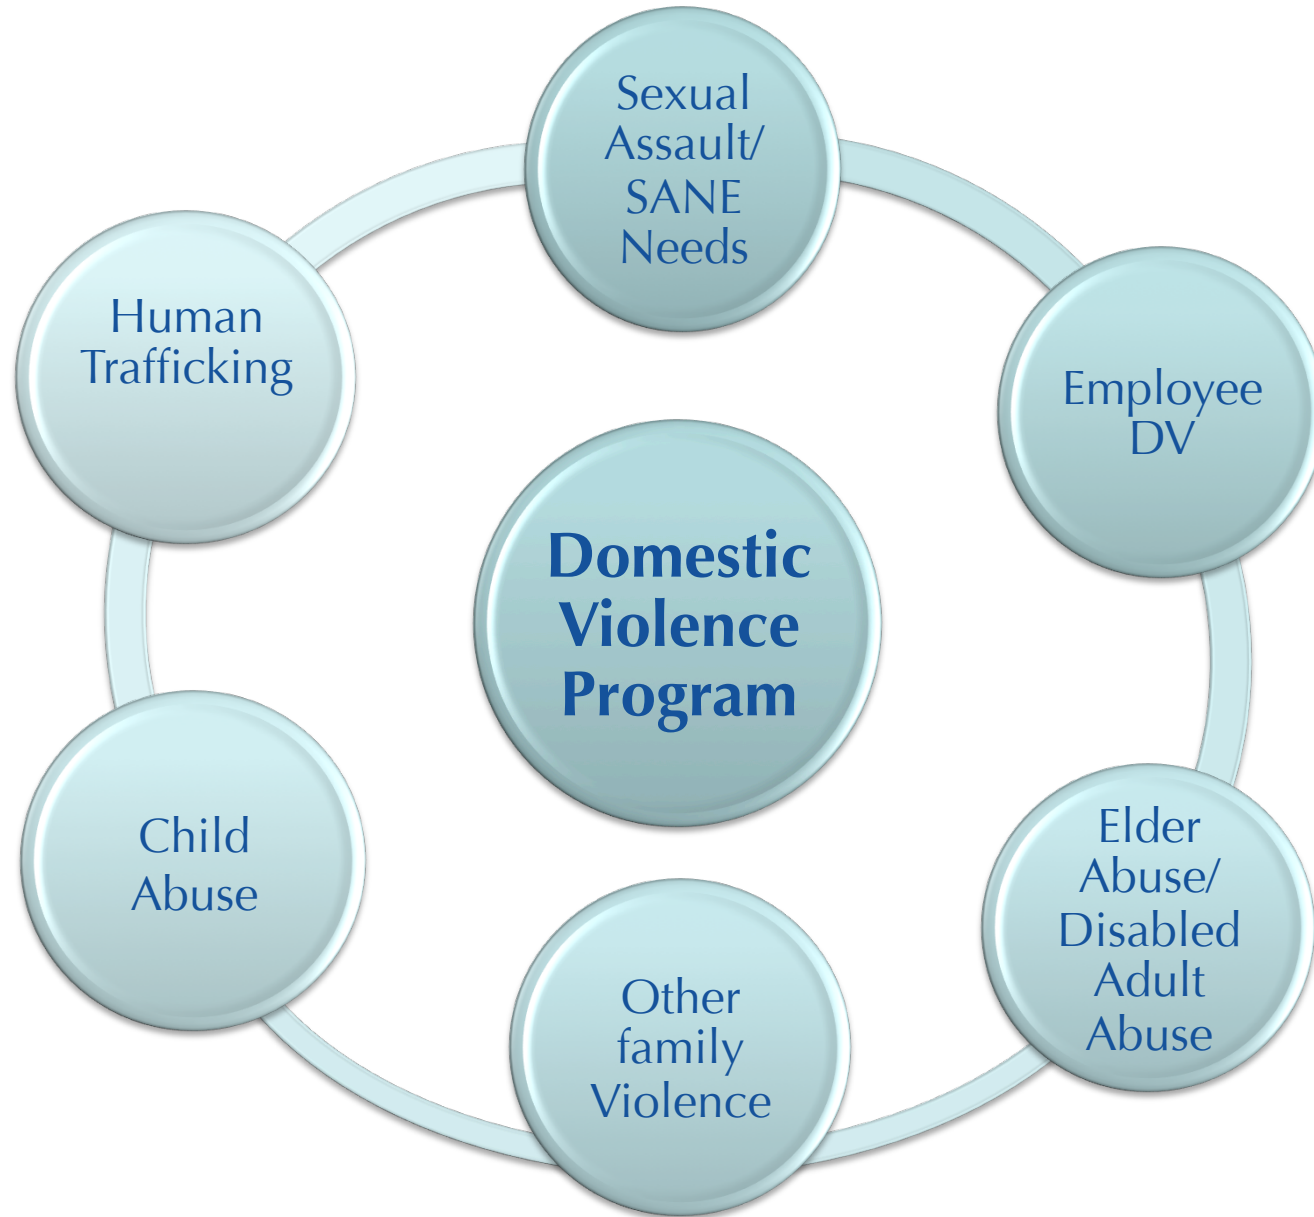 Sexual
Assault/
SANE
Needs
Employee
DV
Elder
Abuse/
Disabled
Adult
Abuse
Other
family
Violence
Child
Abuse
Human
Trafficking
Domestic
Violence
Program